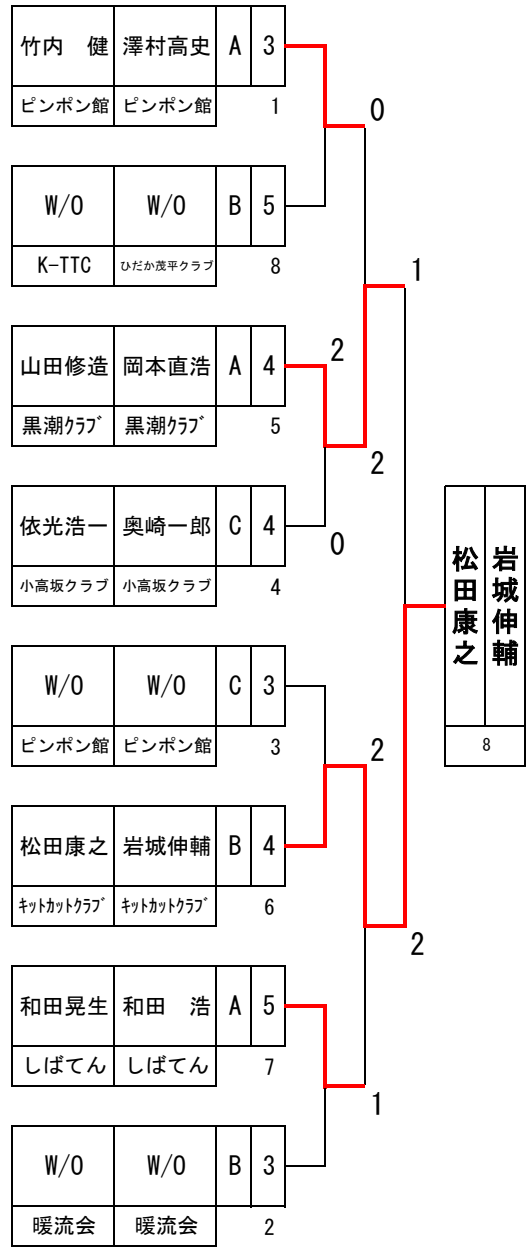 竹内　健 澤村高史 A 3
ピンポン館 ピンポン館 1
0
W/O W/O B 5
K-TTC ひだか茂平クラブ 8
1
山田修造 岡本直浩 A 4
2
黒潮ｸﾗﾌﾞ 黒潮ｸﾗﾌﾞ 5
2
依光浩一 奥崎一郎 C 4
0
小高坂クラブ 小高坂クラブ 4
松田康之 岩城伸輔
8
W/O W/O C 3
ピンポン館 ピンポン館 3
2
松田康之 岩城伸輔 B 4
ｷｯﾄｶｯﾄｸﾗﾌﾞ ｷｯﾄｶｯﾄｸﾗﾌﾞ 6
2
和田晃生 和田　浩 A 5
しばてん しばてん 7
1
W/O W/O B 3
暖流会 暖流会 2